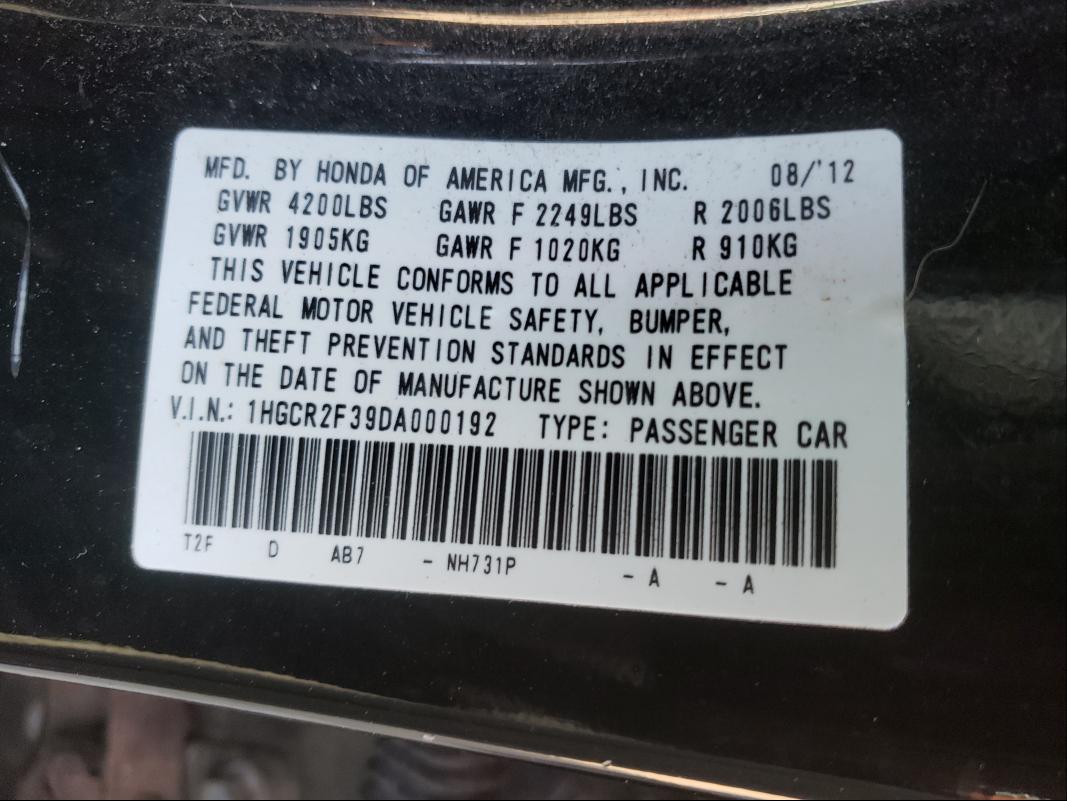 MFD. BY HONDA OF AMERICA MFG., INC. 08/'12
GVWR 4200LBS GAWR F 2249LBS R 2006LBS
GVWR 1905KG GAWR F 1020KG R 910KG
THIS VEHICLE CONFORMS TO ALL APPLICABLE
FEDERAL MOTOR VEHICLE SAFETY, BUMPER,
AND THEFT PREVENTION STANDARDS IN EFFECT
ON THE DATE OF MANUFACTURE SHOWN ABOVE.
V.I.N.: 1HGCR2F39DA000192 TYPE: PASSENGER CAR
T2F D AB7 - NH731P - A - A